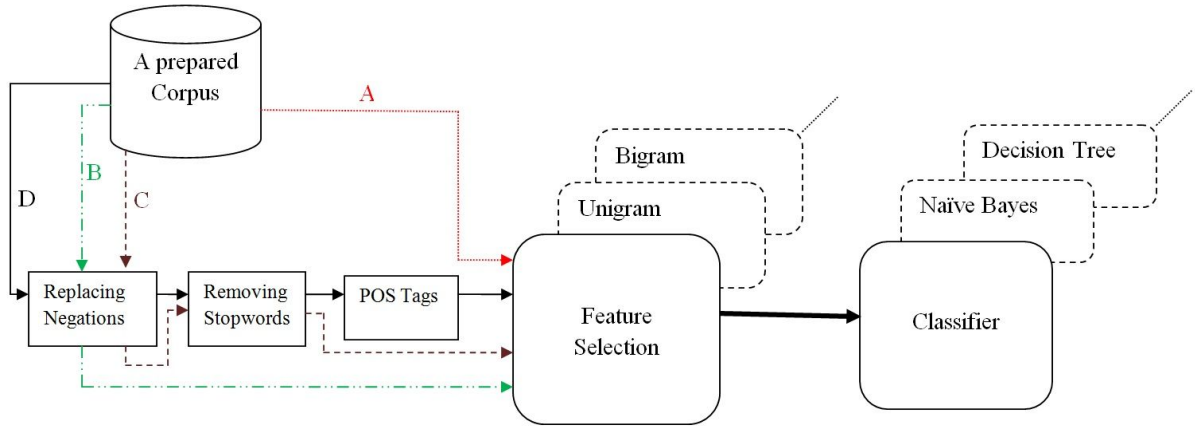 A prepared
Corpus
A
B
C
D
Replacing
Negations
Removing
Stopwords
POS Tags
Bigram
Unigram
Feature
Selection
Decision Tree
Naïve Bayes
Classifier